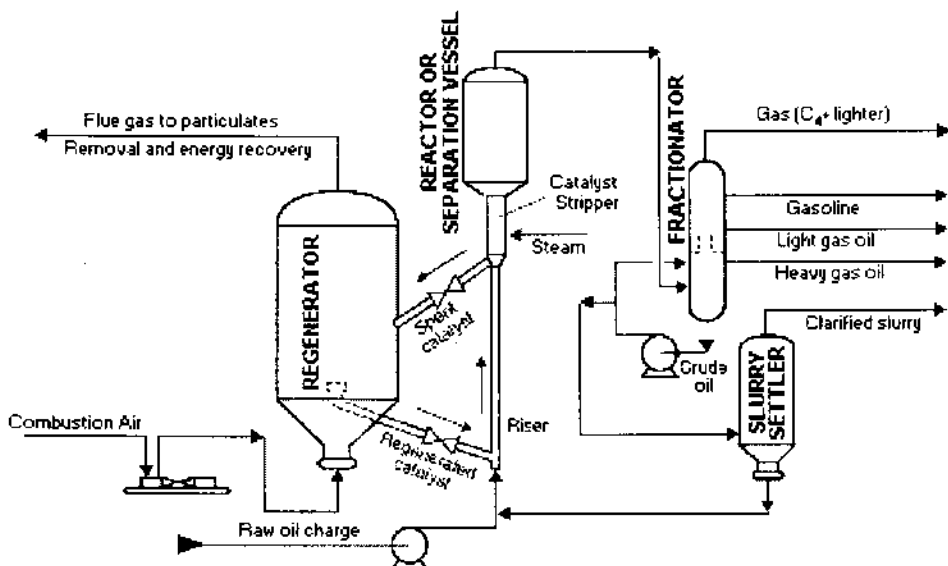 REACTOR OR
SEPARATION VESSEL
Flue gas to particulates
Removal and energy recovery
FRACTIONATOR
Gas (C4+ lighter)
Catalyst
Stripper
Gasoline
Steam
Light gas oil
Heavy gas oil
REGENERATOR
Spent
catalyst
Clarified slurry
Crude
oil
SLURRY
SETTLER
Combustion Air
Riser
Regenerated
catalyst
Raw oil charge